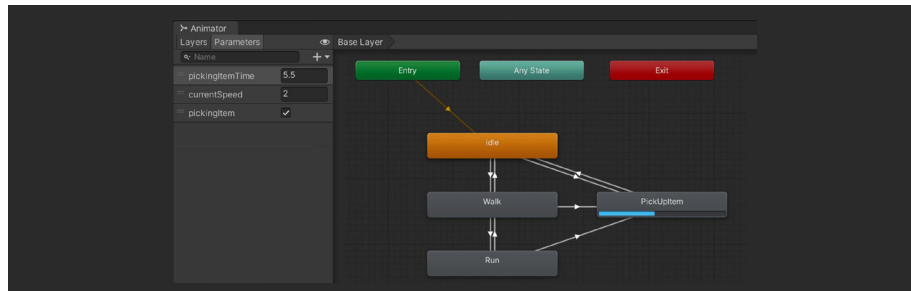 Animator
Layers Parameters
Base Layer
Name
pickingItemTime 5.5
currentSpeed 2
pickingItem
Entry
Any State
Exit
Idle
Walk
PickUpItem
Run